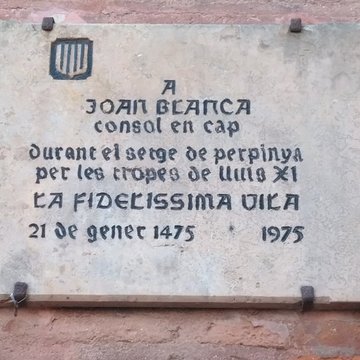 A
JOAN BLANCA
consol en cap
durant el setge de perpinya
per les tropes de lluis XI
LA FIDELISSIMA VILA
21 de gener 1475 1975